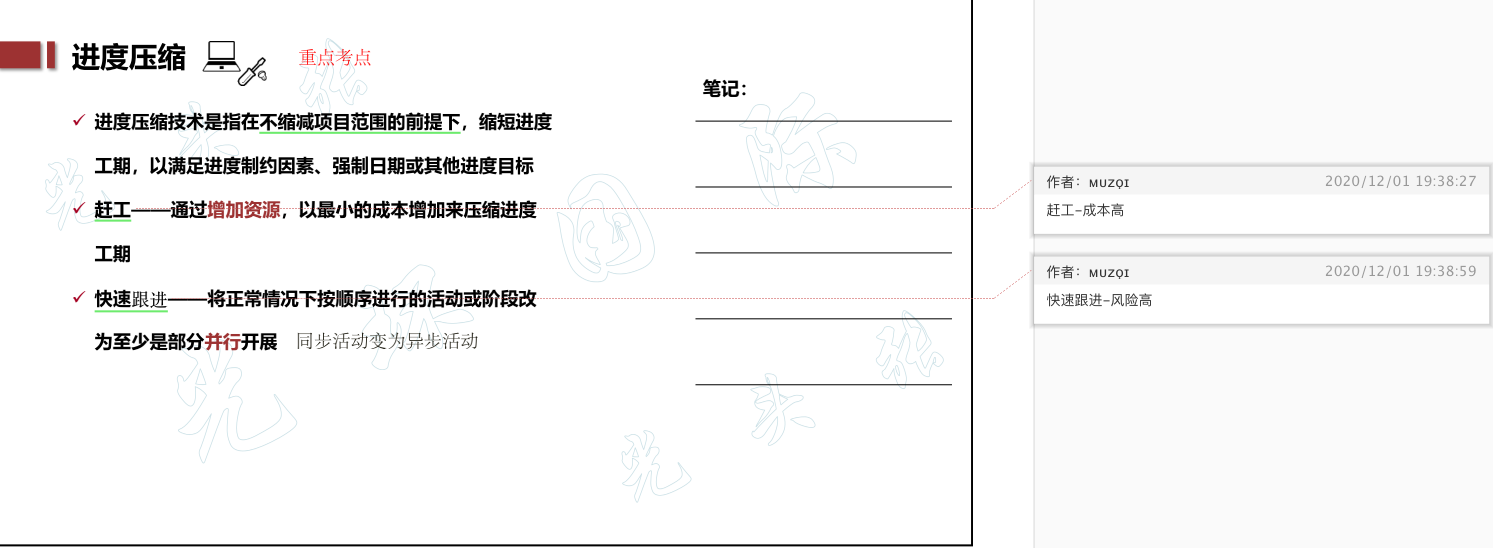 进度压缩
重点考点
进度压缩技术是指在不缩减项目范围的前提下，缩短进度
工期，以满足进度制约因素、强制日期或其他进度目标
赶工——通过增加资源，以最小的成本增加来压缩进度
工期
快速跟进——将正常情况下按顺序进行的活动或阶段改
为至少是部分并行开展 同步活动变为异步活动
笔记：
作者：MUZQI 2020/12/01 19:38:27
赶工–成本高
作者：MUZQI 2020/12/01 19:38:59
快速跟进–风险高